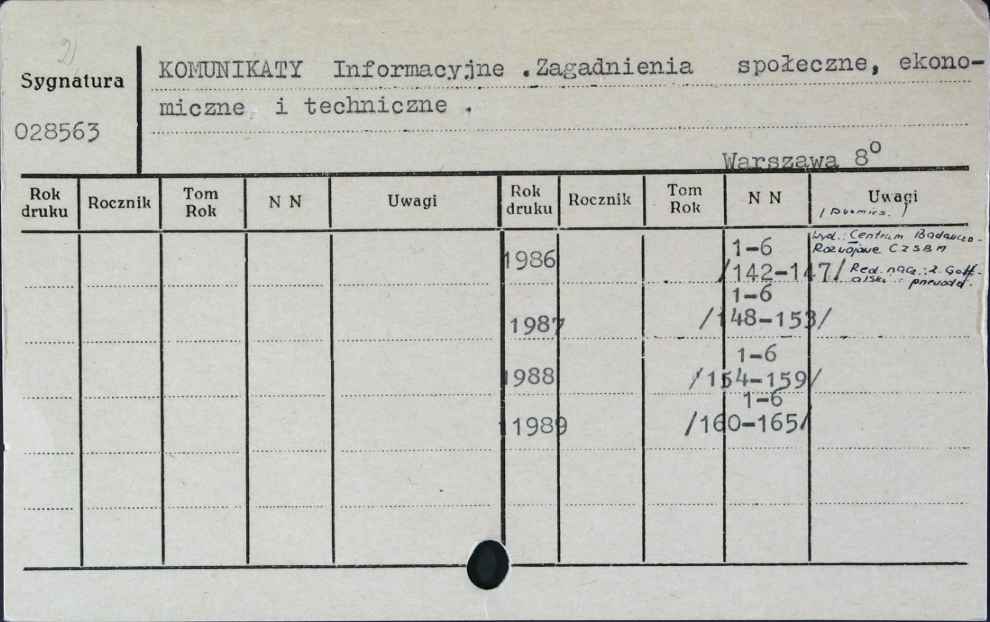 2)
Sygnatura
028563
KOMUNIKATY Informacyjne .Zagadnienia społeczne, ekono-
miczne i techniczne .
Warszawa 8°
Rok druku Rocznik Tom Rok N N Uwagi Rok druku Rocznik Tom Rok N N Uwagi
Wyd.: Centrum Badawczo-
Rozwojowe CZSBM
1986 1-6
/142-147/ Red. nacz.:
1987 1-6
/148-153/
1988 1-6
/154-159/
1989 1-6
/160-165/